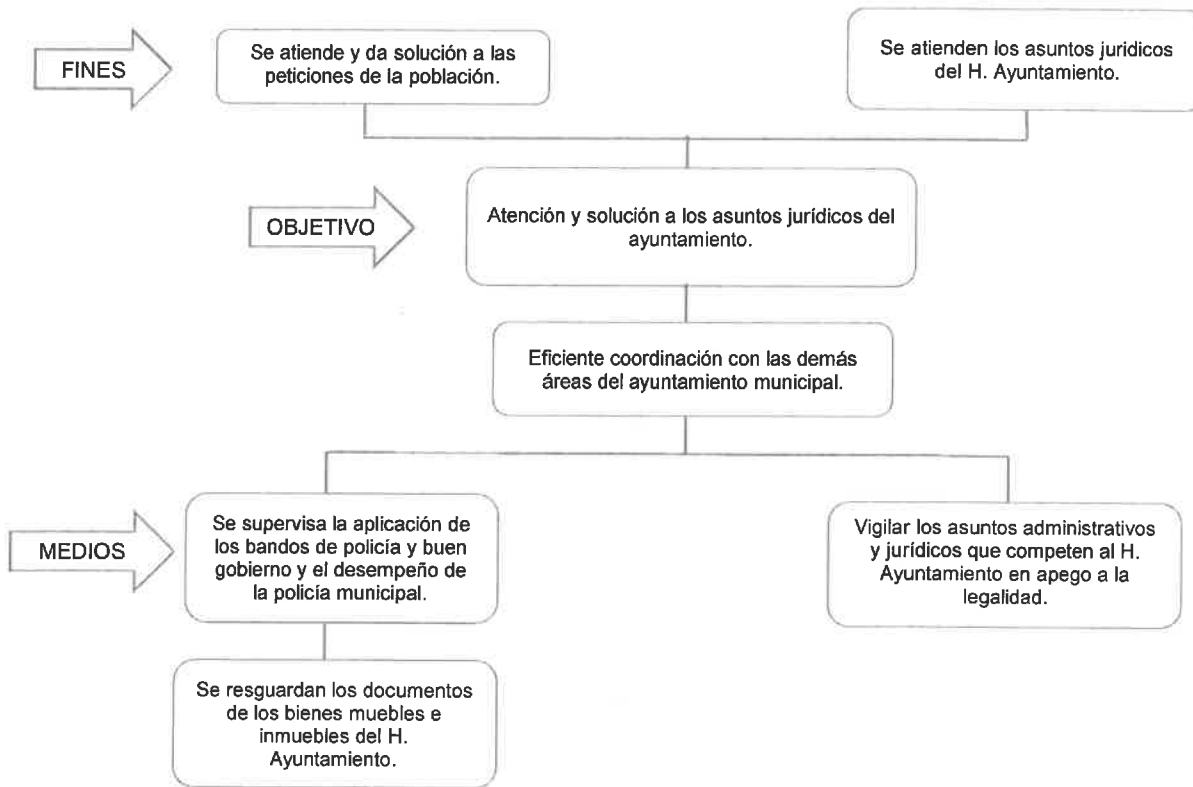 FINES
Se atiende y da solución a las
peticiones de la población.
Se atienden los asuntos juridicos
del H. Ayuntamiento.
OBJETIVO
Atención y solución a los asuntos jurídicos del
ayuntamiento.
Eficiente coordinación con las demás
áreas del ayuntamiento municipal.
MEDIOS
Se supervisa la aplicación de
los bandos de policía y buen
gobierno y el desempeño de
la policía municipal.
Vigilar los asuntos administrativos
y jurídicos que competen al H.
Ayuntamiento en apego a la
legalidad.
Se resguardan los documentos
de los bienes muebles e
inmuebles del H.
Ayuntamiento.